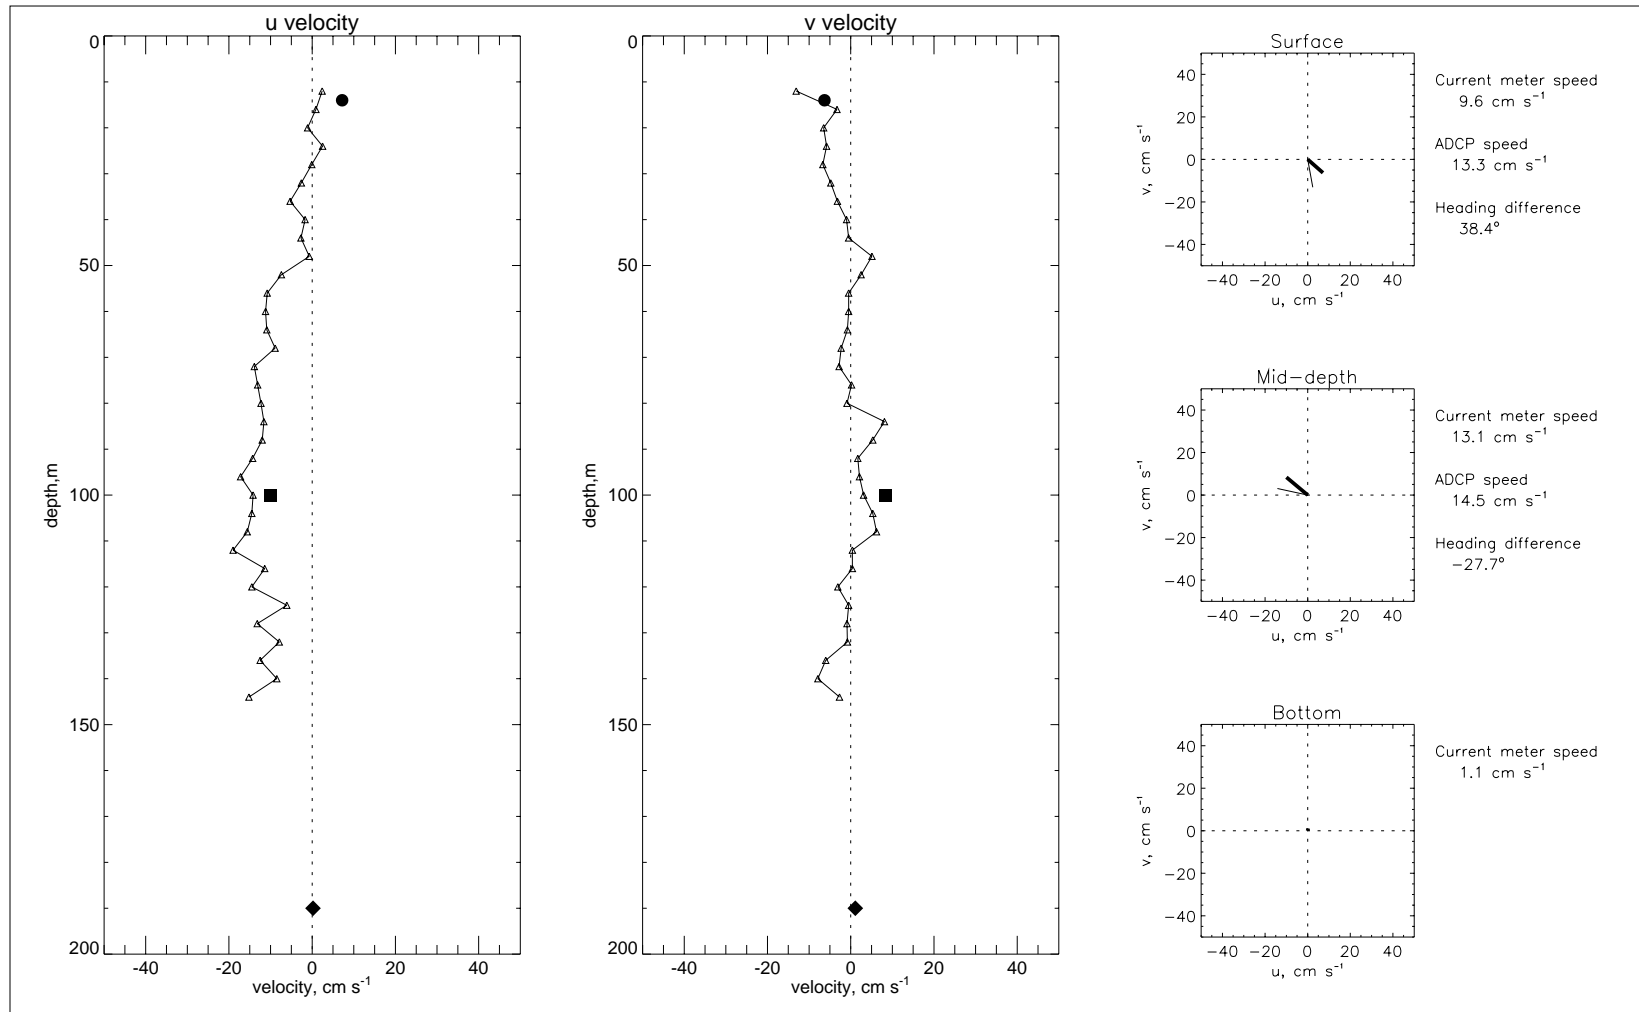 u velocity
0
50
100
150
200
depth,m
-40 -20 0 20 40
velocity, cm s⁻¹
v velocity
0
50
100
150
200
depth,m
-40 -20 0 20 40
velocity, cm s⁻¹
Surface
40
20
0
−20
−40
v, cm s⁻¹
−40 −20 0 20 40
u, cm s⁻¹
Current meter speed
9.6 cm s⁻¹
ADCP speed
13.3 cm s⁻¹
Heading difference
38.4°
Mid−depth
40
20
0
−20
−40
v, cm s⁻¹
−40 −20 0 20 40
u, cm s⁻¹
Current meter speed
13.1 cm s⁻¹
ADCP speed
14.5 cm s⁻¹
Heading difference
−27.7°
Bottom
40
20
0
−20
−40
v, cm s⁻¹
−40 −20 0 20 40
u, cm s⁻¹
Current meter speed
1.1 cm s⁻¹